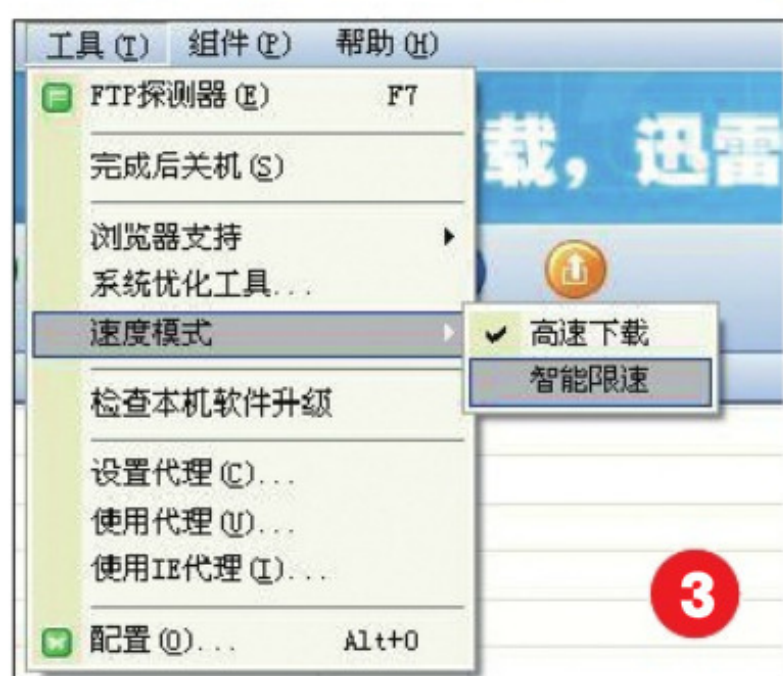 工具(T) 组件(P) 帮助(H)
FTP探测器(E) F7
载，迅雷
完成后关机(S)
浏览器支持
系统优化工具...
速度模式
高速下载
智能限速
检查本机软件升级
设置代理(C)...
使用代理(U)...
使用IE代理(I)...
3
配置(O)... Alt+O